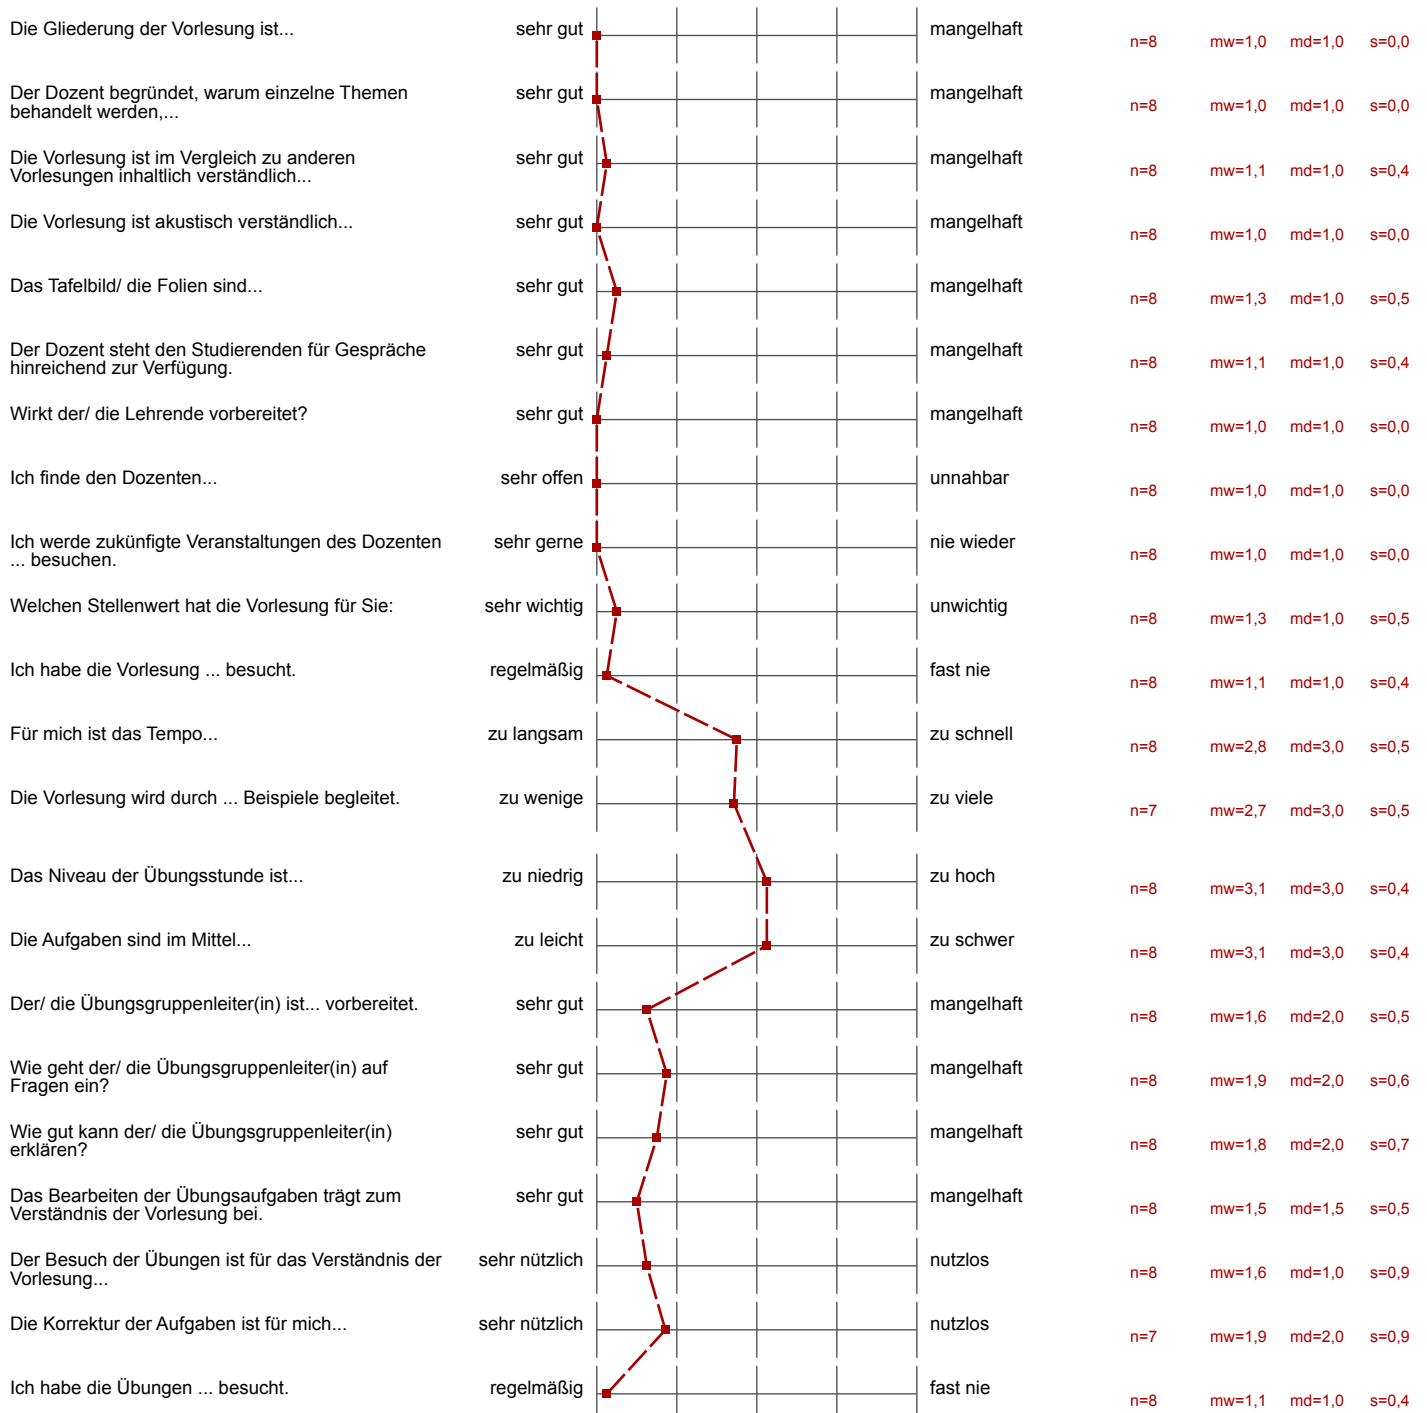 Die Gliederung der Vorlesung ist... sehr gut mangelhaft n=8 mw=1,0 md=1,0 s=0,0
Der Dozent begründet, warum einzelne Themen
behandelt werden,... sehr gut mangelhaft n=8 mw=1,0 md=1,0 s=0,0
Die Vorlesung ist im Vergleich zu anderen
Vorlesungen inhaltlich verständlich... sehr gut mangelhaft n=8 mw=1,1 md=1,0 s=0,4
Die Vorlesung ist akustisch verständlich... sehr gut mangelhaft n=8 mw=1,0 md=1,0 s=0,0
Das Tafelbild/ die Folien sind... sehr gut mangelhaft n=8 mw=1,3 md=1,0 s=0,5
Der Dozent steht den Studierenden für Gespräche
hinreichend zur Verfügung. sehr gut mangelhaft n=8 mw=1,1 md=1,0 s=0,4
Wirkt der/ die Lehrende vorbereitet? sehr gut mangelhaft n=8 mw=1,0 md=1,0 s=0,0
Ich finde den Dozenten... sehr offen unnahbar n=8 mw=1,0 md=1,0 s=0,0
Ich werde zukünfigte Veranstaltungen des Dozenten
... besuchen. sehr gerne nie wieder n=8 mw=1,0 md=1,0 s=0,0
Welchen Stellenwert hat die Vorlesung für Sie: sehr wichtig unwichtig n=8 mw=1,3 md=1,0 s=0,5
Ich habe die Vorlesung ... besucht. regelmäßig fast nie n=8 mw=1,1 md=1,0 s=0,4
Für mich ist das Tempo... zu langsam zu schnell n=8 mw=2,8 md=3,0 s=0,5
Die Vorlesung wird durch ... Beispiele begleitet. zu wenige zu viele n=7 mw=2,7 md=3,0 s=0,5
Das Niveau der Übungsstunde ist... zu niedrig zu hoch n=8 mw=3,1 md=3,0 s=0,4
Die Aufgaben sind im Mittel... zu leicht zu schwer n=8 mw=3,1 md=3,0 s=0,4
Der/ die Übungsgruppenleiter(in) ist... vorbereitet. sehr gut mangelhaft n=8 mw=1,6 md=2,0 s=0,5
Wie geht der/ die Übungsgruppenleiter(in) auf
Fragen ein? sehr gut mangelhaft n=8 mw=1,9 md=2,0 s=0,6
Wie gut kann der/ die Übungsgruppenleiter(in)
erklären? sehr gut mangelhaft n=8 mw=1,8 md=2,0 s=0,7
Das Bearbeiten der Übungsaufgaben trägt zum
Verständnis der Vorlesung bei. sehr gut mangelhaft n=8 mw=1,5 md=1,5 s=0,5
Der Besuch der Übungen ist für das Verständnis der
Vorlesung... sehr nützlich nutzlos n=8 mw=1,6 md=1,0 s=0,9
Die Korrektur der Aufgaben ist für mich... sehr nützlich nutzlos n=7 mw=1,9 md=2,0 s=0,9
Ich habe die Übungen ... besucht. regelmäßig fast nie n=8 mw=1,1 md=1,0 s=0,4